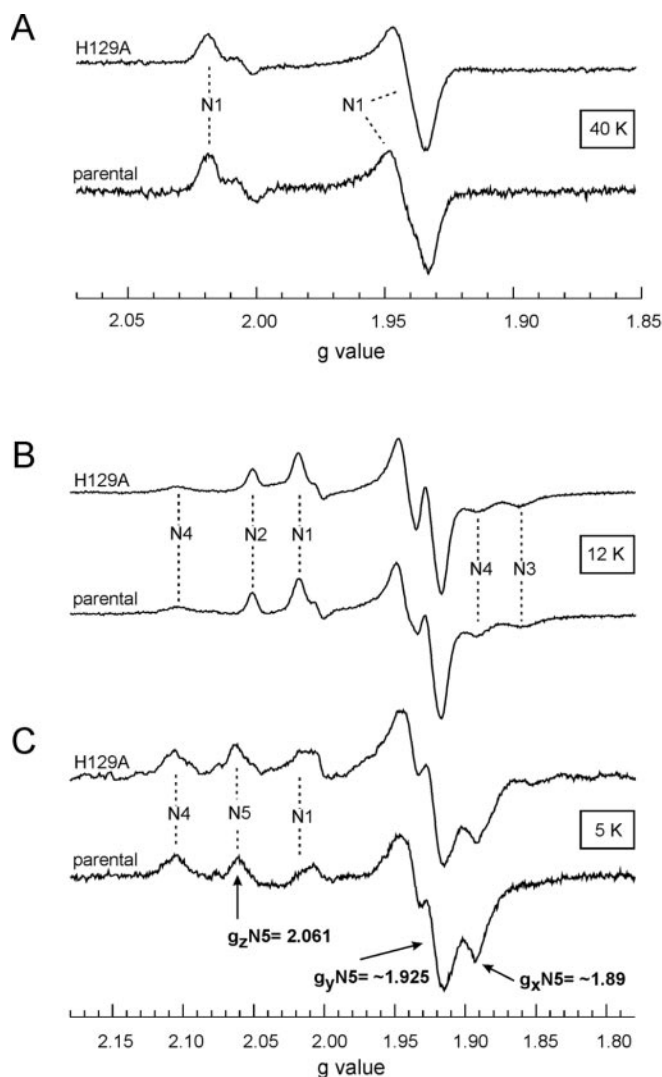 A
H129A
N1
N1
40 K
parental
2.05 2.00 1.95 1.90 1.85
g value
B
H129A
N4 N2 N1
N4 N3
12 K
parental
C
H129A
N4 N5 N1
5 K
parental
gzN5= 2.061
gyN5= ~1.925
gxN5= ~1.89
2.15 2.10 2.05 2.00 1.95 1.90 1.85 1.80
g value